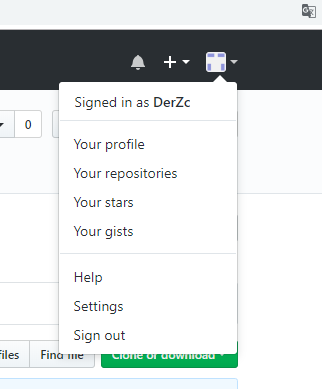 0
Signed in as DerZc
Your profile
Your repositories
Your stars
Your gists
Help
Settings
Sign out
Find file
Clone or download